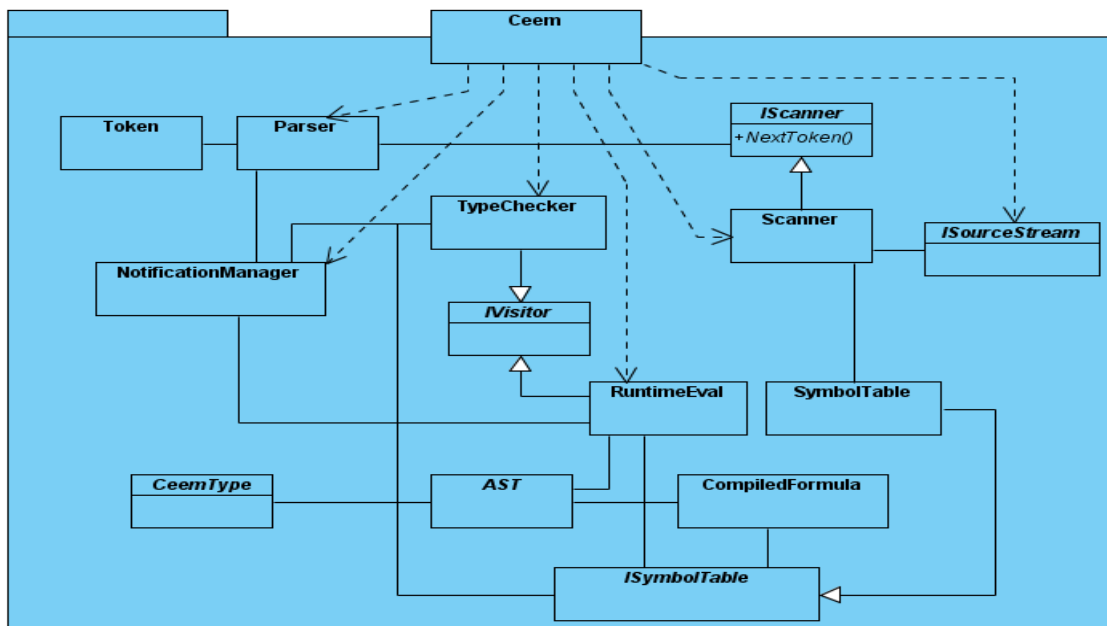 Ceem
Token
Parser
IScanner
+NextToken()
TypeChecker
Scanner
ISourceStream
NotificationManager
IVisitor
RuntimeEval
SymbolTable
CeemType
AST
CompiledFormula
ISymbolTable